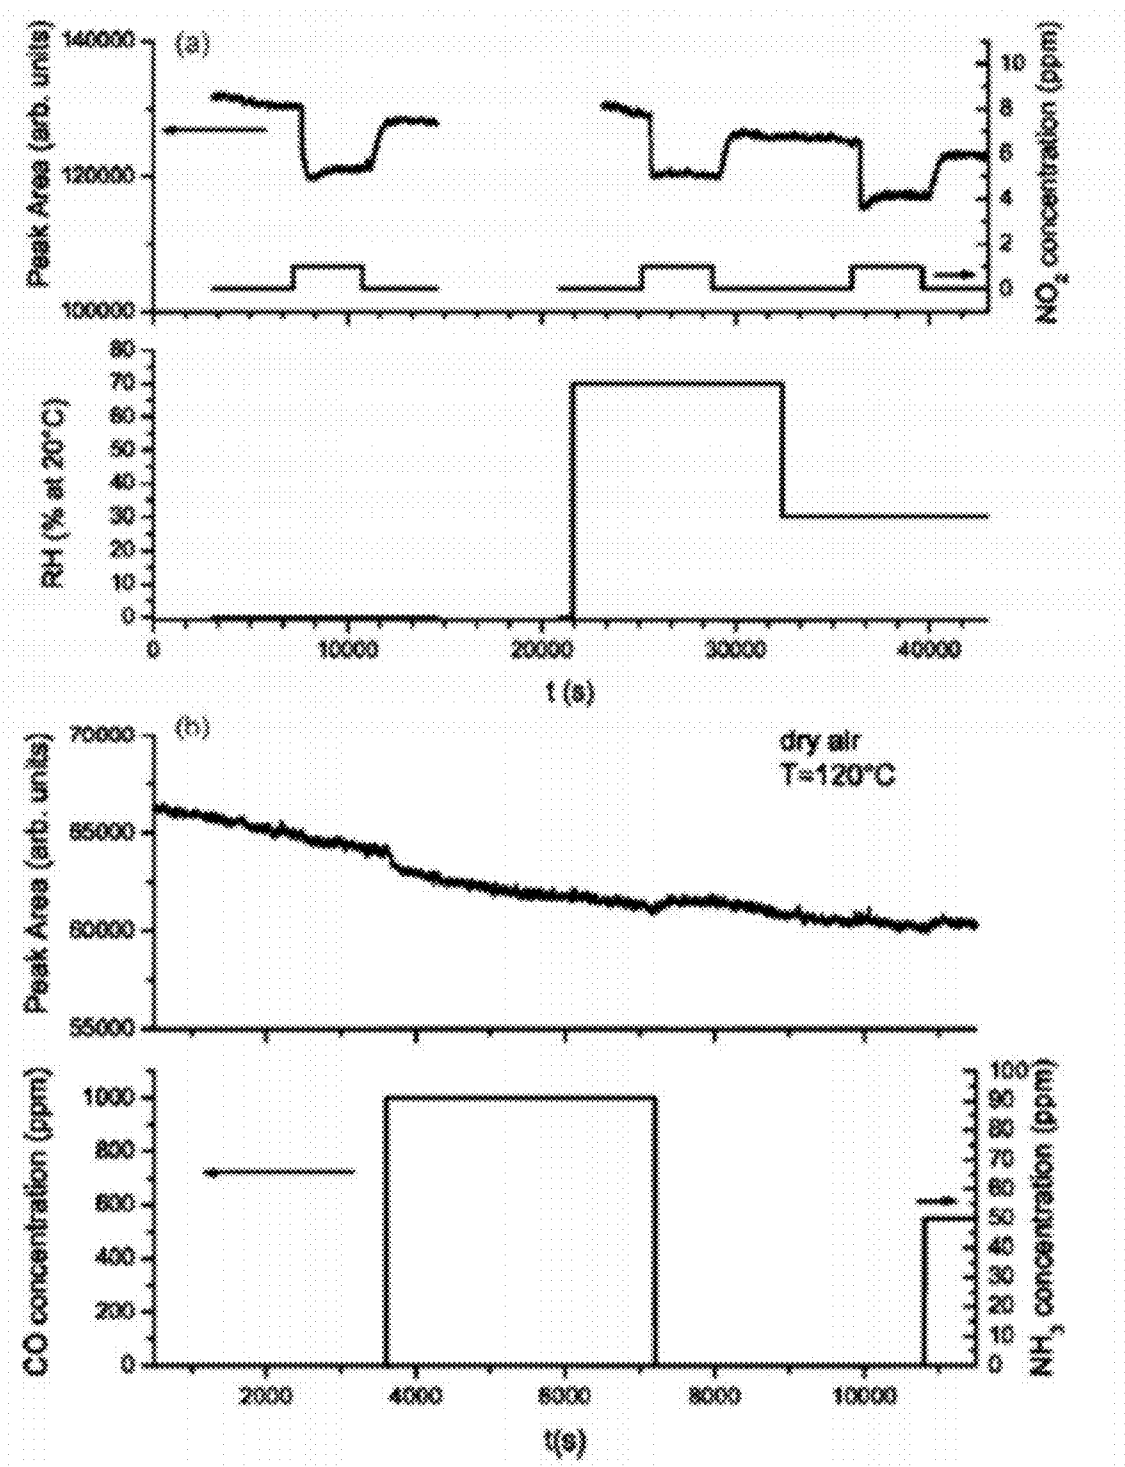 (a)
Peak Area (arb. units)
140000
120000
100000
NO2 concentration (ppm)
10
8
6
4
2
0
RH (% at 20°C)
80
70
60
50
40
30
20
10
0
0 10000 20000 30000 40000
t (s)
(b)
Peak Area (arb. units)
70000
65000
60000
55000
dry air
T=120°C
CO concentration (ppm)
1000
800
600
400
200
0
NH3 concentration (ppm)
100
90
80
70
60
50
40
30
20
10
0
2000 4000 6000 8000 10000
t(s)